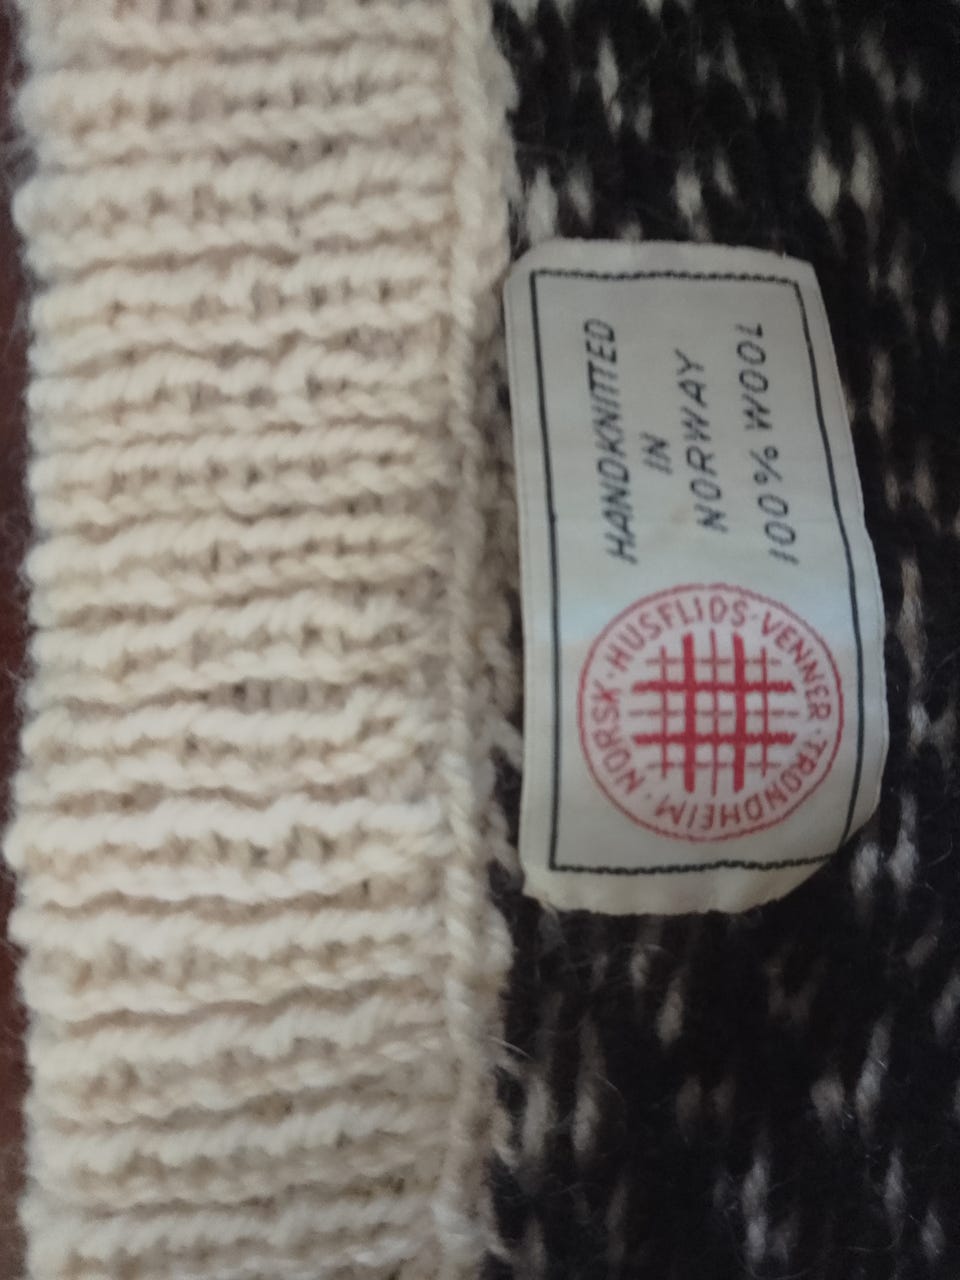 NORSK · HUSFLIDS · VENNER · TRONDHEIM ·
HANDKNITTED
IN
NORWAY
100% WOOL